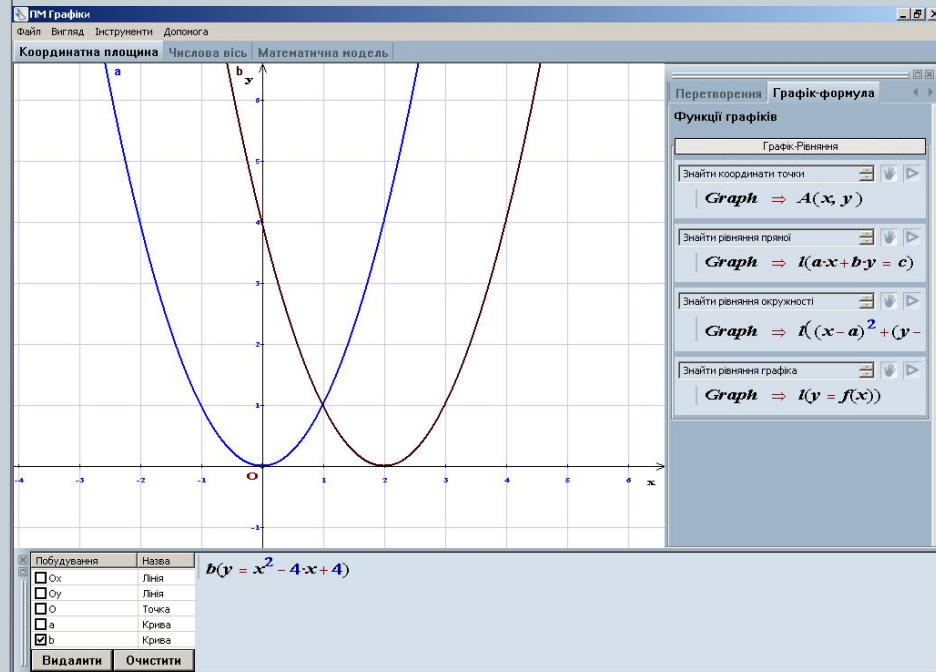 ПМ Графіки
Файл Вигляд Інструменти Допомога
Координатна площина Числова вісь Математична модель
a b y
6
5
4
3
2
1
O
-4 -3 -2 -1 1 2 3 4 5 6 x
-1
Перетворення Графік-формула
Функції графіків
Графік-Рівняння
Знайти координати точки
Graph ⇒ A(x, y)
Знайти рівняння прямої
Graph ⇒ l(a·x+b·y = c)
Знайти рівняння окружності
Graph ⇒ l((x-a)² +(y-
Знайти рівняння графіка
Graph ⇒ l(y = f(x))
Побудування Назва
Ox Лінія
Oy Лінія
O Точка
a Крива
b Крива
Видалити Очистити
b(y = x² - 4·x+4)